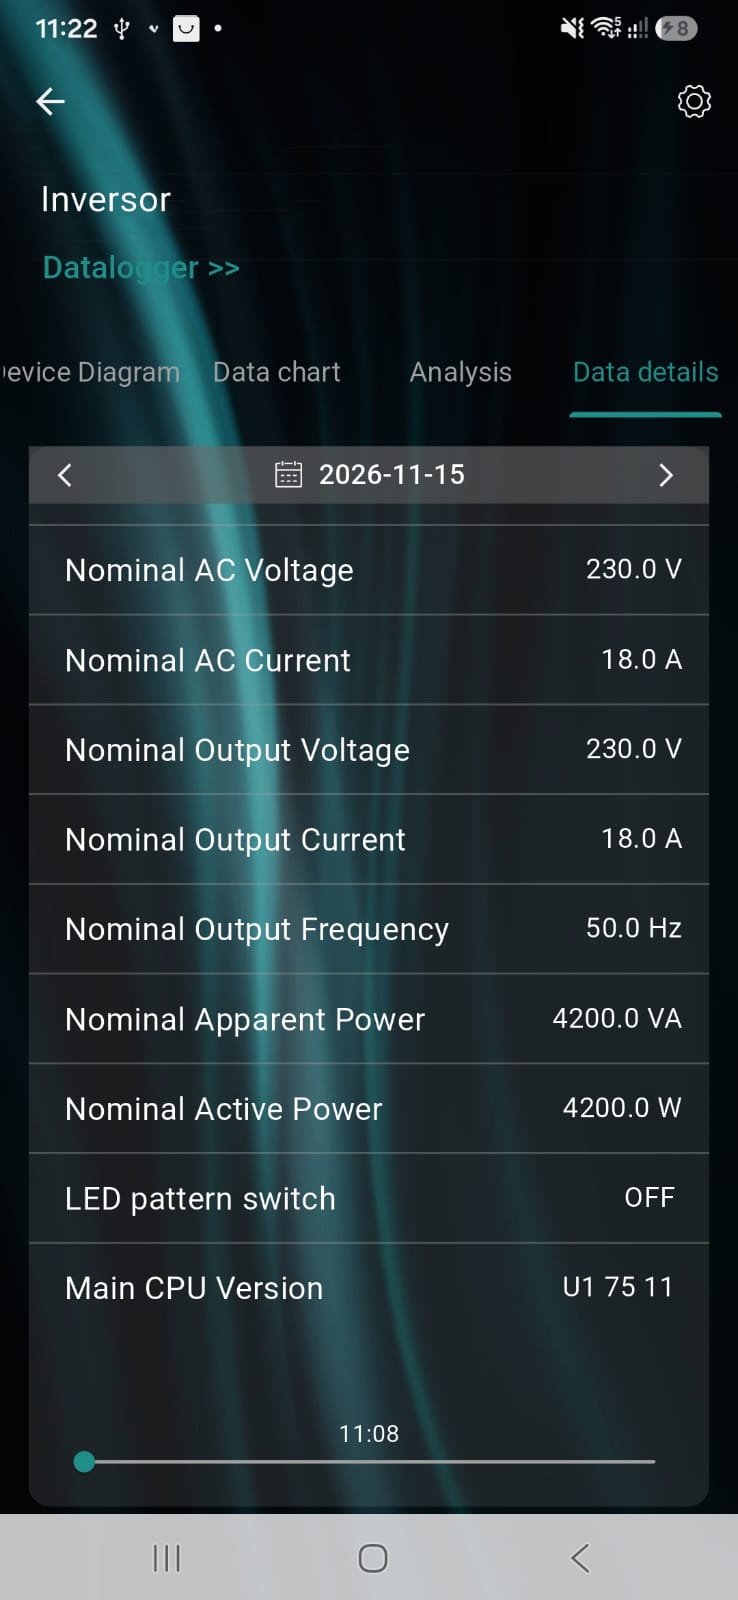 11:22
8
Inversor
Datalogger >>
evice Diagram Data chart Analysis Data details
2026-11-15
Nominal AC Voltage 230.0 V
Nominal AC Current 18.0 A
Nominal Output Voltage 230.0 V
Nominal Output Current 18.0 A
Nominal Output Frequency 50.0 Hz
Nominal Apparent Power 4200.0 VA
Nominal Active Power 4200.0 W
LED pattern switch OFF
Main CPU Version U1 75 11
11:08